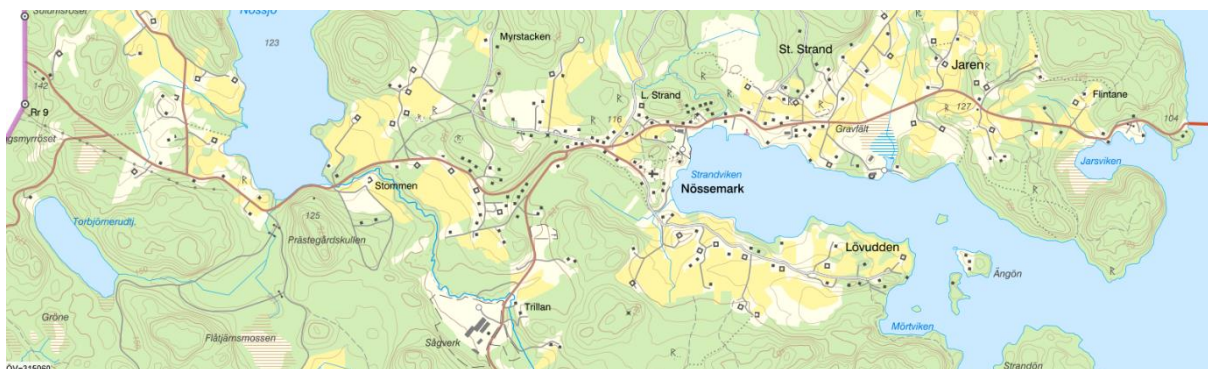 Nössjö
123
Myrstacken
St. Strand
Jaren
142
Rr 9
L. Strand
116
127
Flintane
104
Gravfält
Jarsviken
Strandviken
Stommen
Nössemark
Torbjörnerudtj.
125
Prästegårdskullen
Lövudden
Ängön
Trillan
Gröne
Flåtjärnsmossen
Sågverk
Mörtviken
Strandön